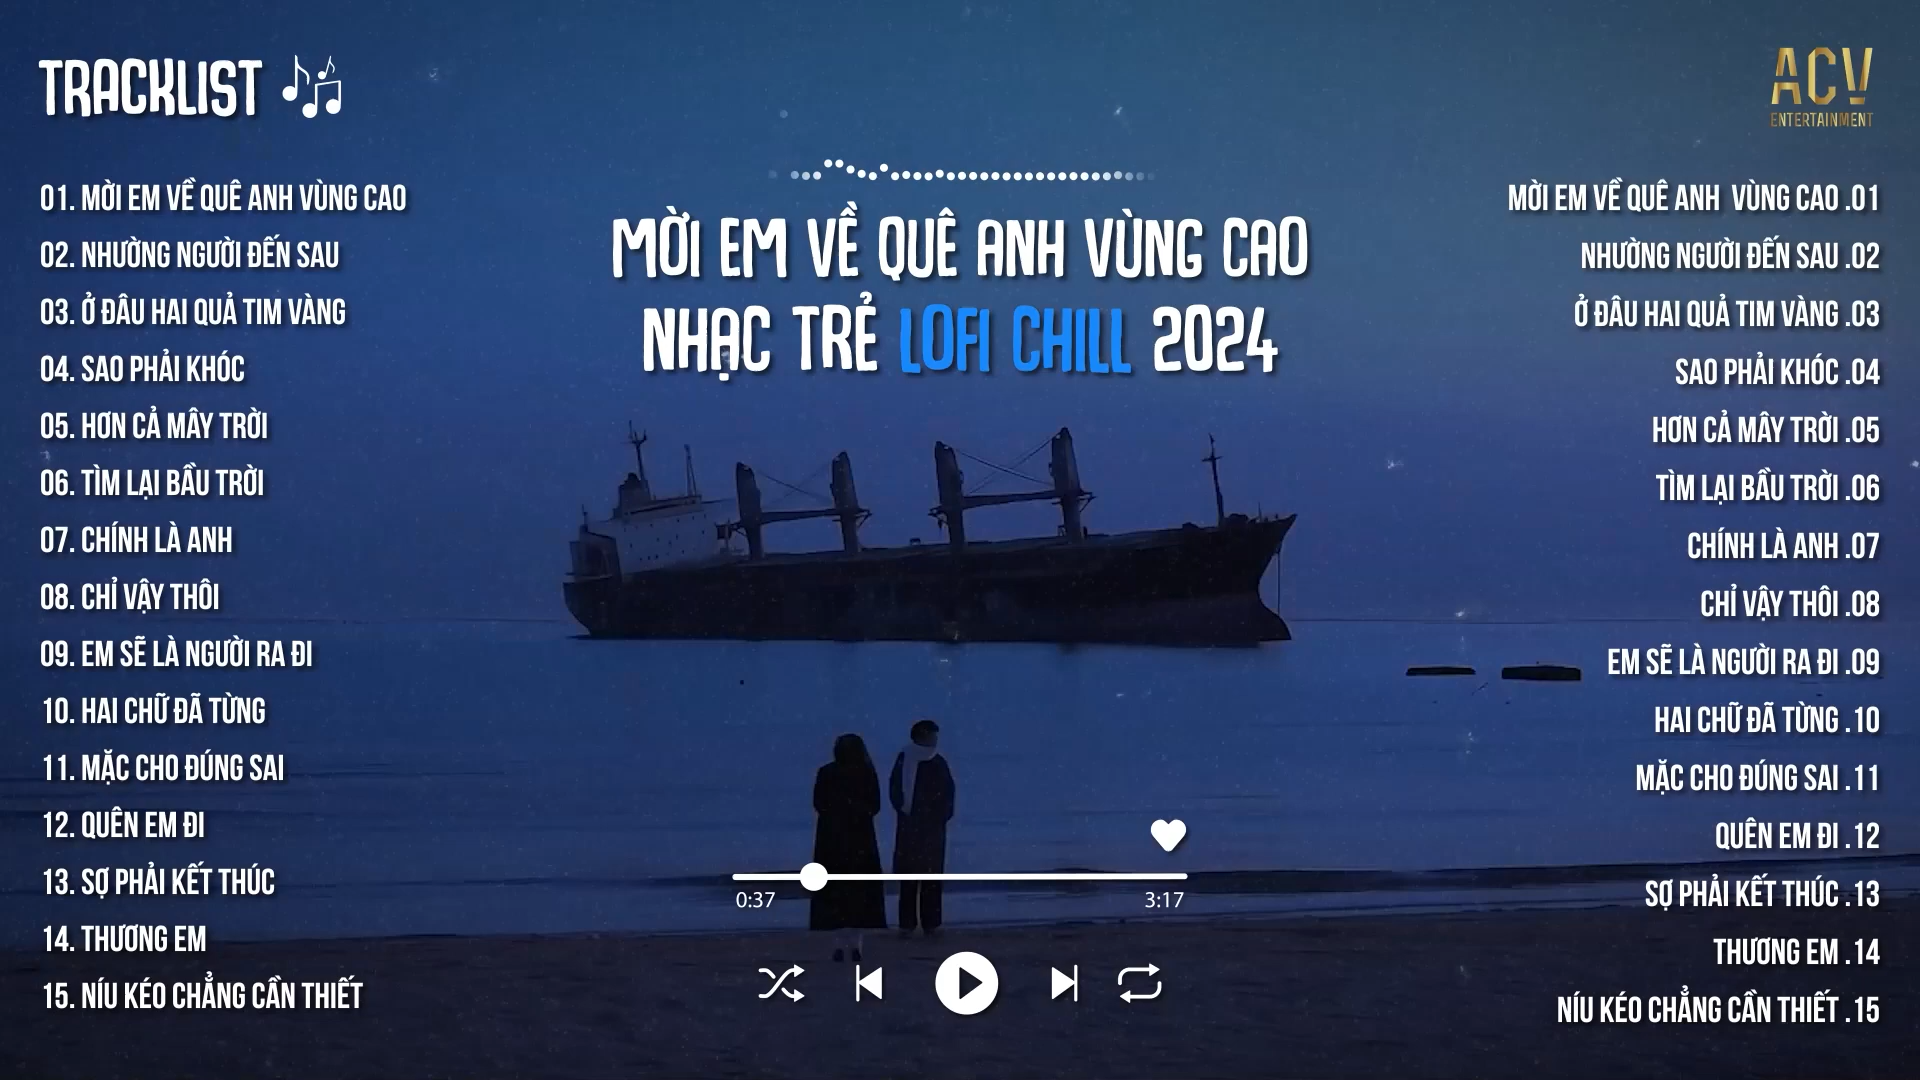 TRACKLIST
01. MỜI EM VỀ QUÊ ANH VÙNG CAO
02. NHƯỜNG NGƯỜI ĐẾN SAU
03. Ở ĐÂU HAI QUẢ TIM VÀNG
04. SAO PHẢI KHÓC
05. HƠN CẢ MÂY TRỜI
06. TÌM LẠI BẦU TRỜI
07. CHÍNH LÀ ANH
08. CHỈ VẬY THÔI
09. EM SẼ LÀ NGƯỜI RA ĐI
10. HAI CHỮ ĐÃ TỪNG
11. MẶC CHO ĐÚNG SAI
12. QUÊN EM ĐI
13. SỢ PHẢI KẾT THÚC
14. THƯƠNG EM
15. NÍU KÉO CHẲNG CẦN THIẾT
MỜI EM VỀ QUÊ ANH VÙNG CAO
NHẠC TRẺ LOFI CHILL 2024
0:37
3:17
ACV
ENTERTAINMENT
MỜI EM VỀ QUÊ ANH VÙNG CAO .01
NHƯỜNG NGƯỜI ĐẾN SAU .02
Ở ĐÂU HAI QUẢ TIM VÀNG .03
SAO PHẢI KHÓC .04
HƠN CẢ MÂY TRỜI .05
TÌM LẠI BẦU TRỜI .06
CHÍNH LÀ ANH .07
CHỈ VẬY THÔI .08
EM SẼ LÀ NGƯỜI RA ĐI .09
HAI CHỮ ĐÃ TỪNG .10
MẶC CHO ĐÚNG SAI .11
QUÊN EM ĐI .12
SỢ PHẢI KẾT THÚC .13
THƯƠNG EM .14
NÍU KÉO CHẲNG CẦN THIẾT .15